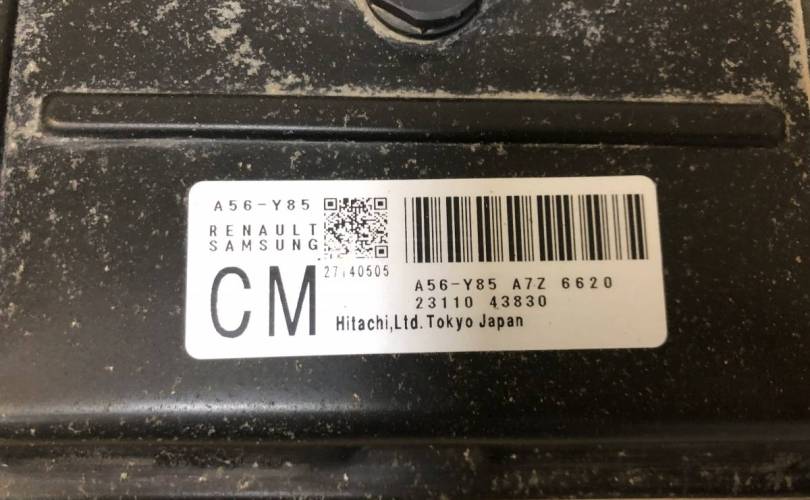 A56-Y85
RENAULT
SAMSUNG
27140505
CM
A56-Y85 A7Z 6620
23110 43830
Hitachi,Ltd.Tokyo Japan